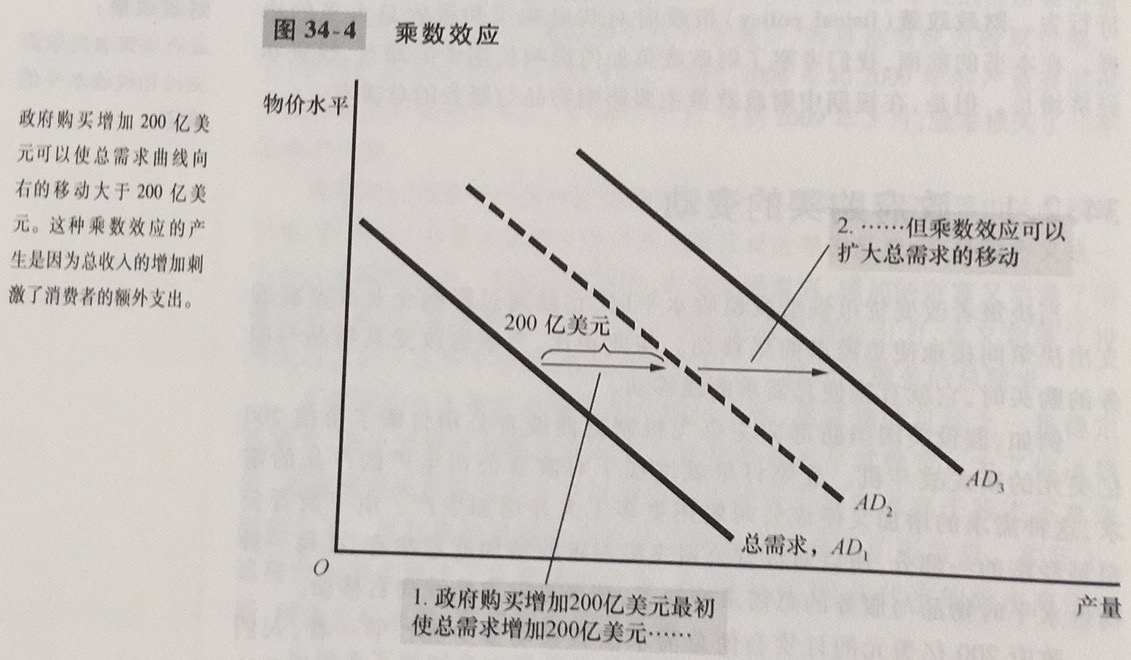 图 34-4 乘数效应
政府购买增加 200 亿美
元可以使总需求曲线向
右的移动大于 200 亿美
元。这种乘数效应的产
生是因为总收入的增加刺
激了消费者的额外支出。
物价水平
2. ……但乘数效应可以
扩大总需求的移动
200 亿美元
AD₃
AD₂
总需求，AD₁
O
产量
1. 政府购买增加200亿美元最初
使总需求增加200亿美元……